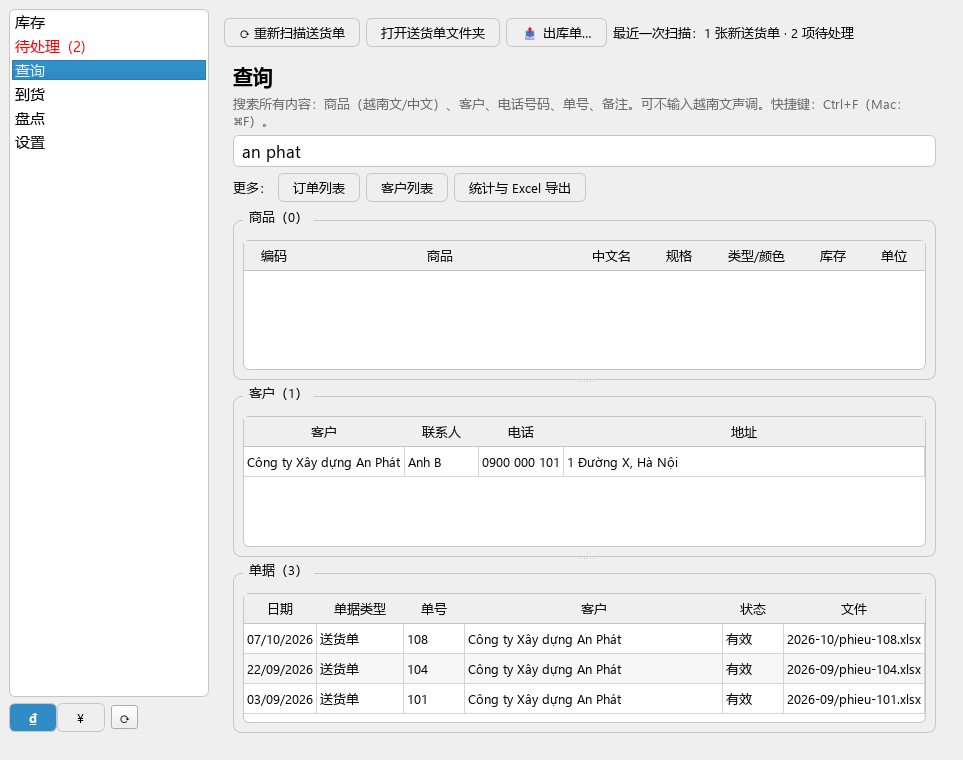 库存
待处理（2）
查询
到货
盘点
设置
₫
¥
⟳
⟳ 重新扫描送货单
打开送货单文件夹
📤 出库单…
最近一次扫描：1 张新送货单 · 2 项待处理
查询
搜索所有内容：商品（越南文/中文）、客户、电话号码、单号、备注。可不输入越南文声调。快捷键：Ctrl+F（Mac：
⌘F）。
an phat
更多：
订单列表
客户列表
统计与 Excel 导出
商品（0）
编码 商品 中文名 规格 类型/颜色 库存 单位
客户（1）
客户 联系人 电话 地址
Công ty Xây dựng An Phát Anh B 0900 000 101 1 Đường X, Hà Nội
单据（3）
日期 单据类型 单号 客户 状态 文件
07/10/2026 送货单 108 Công ty Xây dựng An Phát 有效 2026-10/phieu-108.xlsx
22/09/2026 送货单 104 Công ty Xây dựng An Phát 有效 2026-09/phieu-104.xlsx
03/09/2026 送货单 101 Công ty Xây dựng An Phát 有效 2026-09/phieu-101.xlsx